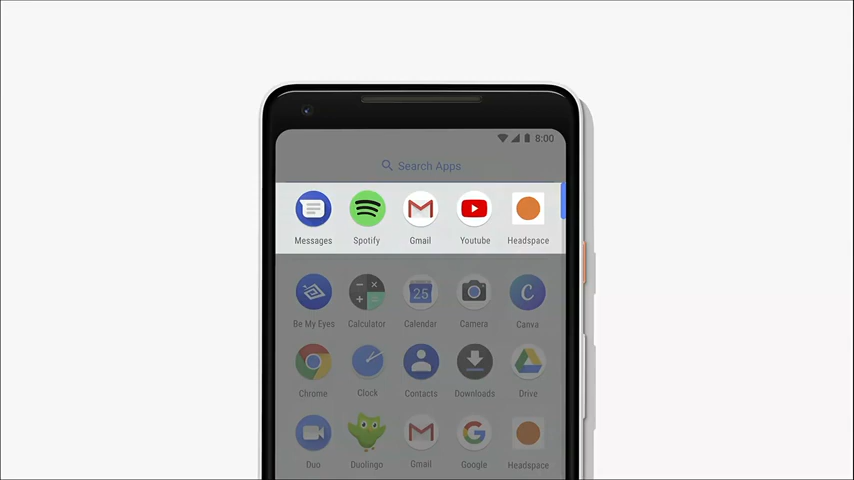 8:00
Search Apps
Messages Spotify Gmail Youtube Headspace
25
Be My Eyes Calculator Calendar Camera Canva
Chrome Clock Contacts Downloads Drive
Duo Duolingo Gmail Google Headspace